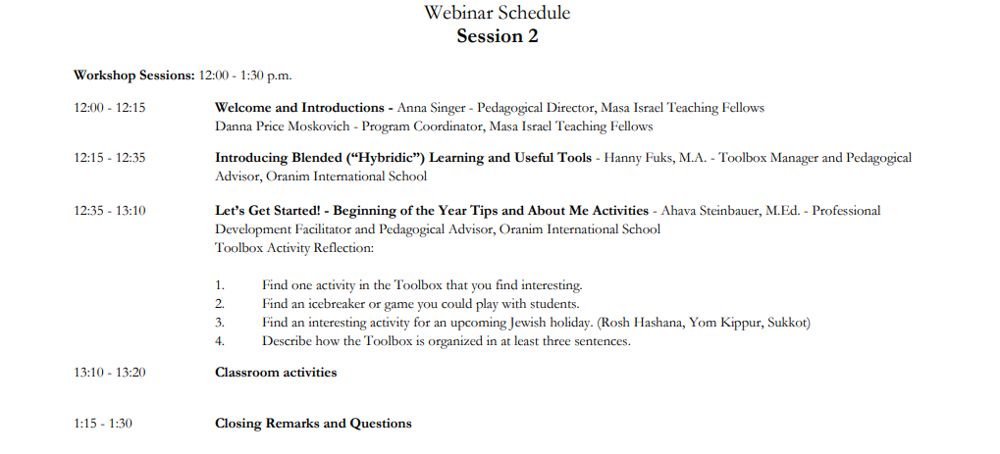 Webinar Schedule
Session 2
Workshop Sessions: 12:00 - 1:30 p.m.
12:00 - 12:15 Welcome and Introductions - Anna Singer - Pedagogical Director, Masa Israel Teaching Fellows
Danna Price Moskovich - Program Coordinator, Masa Israel Teaching Fellows
12:15 - 12:35 Introducing Blended (“Hybridic”) Learning and Useful Tools - Hanny Fuks, M.A. - Toolbox Manager and Pedagogical
Advisor, Oranim International School
12:35 - 13:10 Let’s Get Started! - Beginning of the Year Tips and About Me Activities - Ahava Steinbauer, M.Ed. - Professional
Development Facilitator and Pedagogical Advisor, Oranim International School
Toolbox Activity Reflection:
1. Find one activity in the Toolbox that you find interesting.
2. Find an icebreaker or game you could play with students.
3. Find an interesting activity for an upcoming Jewish holiday. (Rosh Hashana, Yom Kippur, Sukkot)
4. Describe how the Toolbox is organized in at least three sentences.
13:10 - 13:20 Classroom activities
1:15 - 1:30 Closing Remarks and Questions